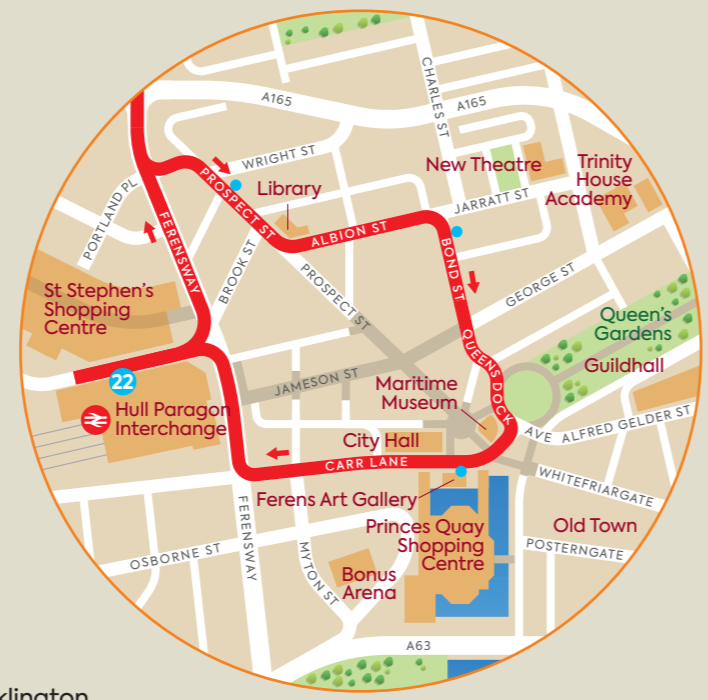 A165
A165
CHARLES ST
WRIGHT ST
New Theatre
Trinity
House
Academy
PORTLAND PL
PROSPECT ST
Library
JARRATT ST
FERENSWAY
ALBION ST
BROOK ST
PROSPECT ST
BOND ST
GEORGE ST
St Stephen's
Shopping
Centre
Queen's
Gardens
QUEENS DOCK
AVE
Guildhall
22
JAMESON ST
Maritime
Museum
Hull Paragon
Interchange
ALFRED GELDER ST
City Hall
CARR LANE
WHITEFRIARGATE
Ferens Art Gallery
FERENSWAY
Princes Quay
Shopping
Centre
Old Town
OSBORNE ST
MYTON ST
POSTERNGATE
Bonus
Arena
A63
klington